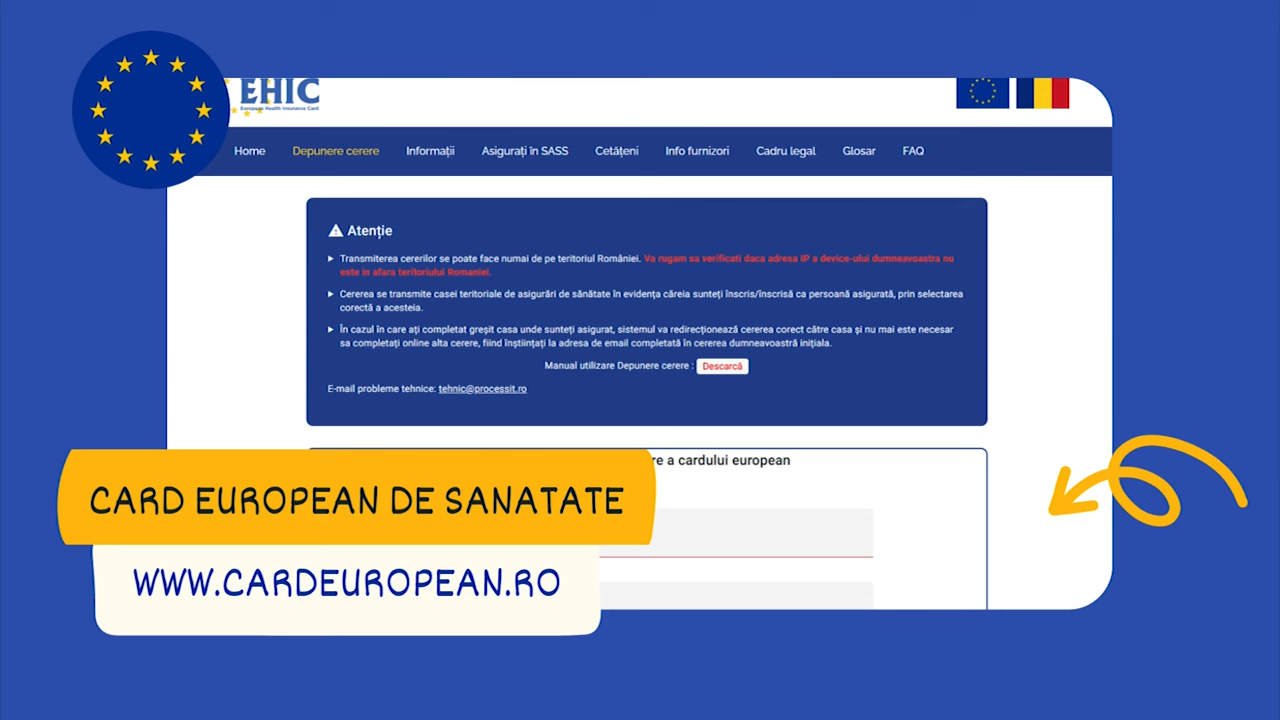 EHIC
European Health Insurance Card
Home Depunere cerere Informații Asigurați în SASS Cetățeni Info furnizori Cadru legal Glosar FAQ
Atenție
Transmiterea cererilor se poate face numai de pe teritoriul României. Va rugam sa verificati daca adresa IP a device-ului dumneavoastra nu
este in afara teritoriului Romaniei.
Cererea se transmite casei teritoriale de asigurări de sănătate în evidența căreia sunteți înscris/înscrisă ca persoană asigurată, prin selectarea
corectă a acesteia.
În cazul în care ați completat greșit casa unde sunteți asigurat, sistemul va redirecționează cererea corect către casa și nu mai este necesar
sa completați online alta cerere, fiind înștiințați la adresa de email completată în cererea dumneavoastră inițiala.
Manual utilizare Depunere cerere : Descarcă
E-mail probleme tehnice: tehnic@processit.ro
re a cardului european
CARD EUROPEAN DE SANATATE
WWW.CARDEUROPEAN.RO